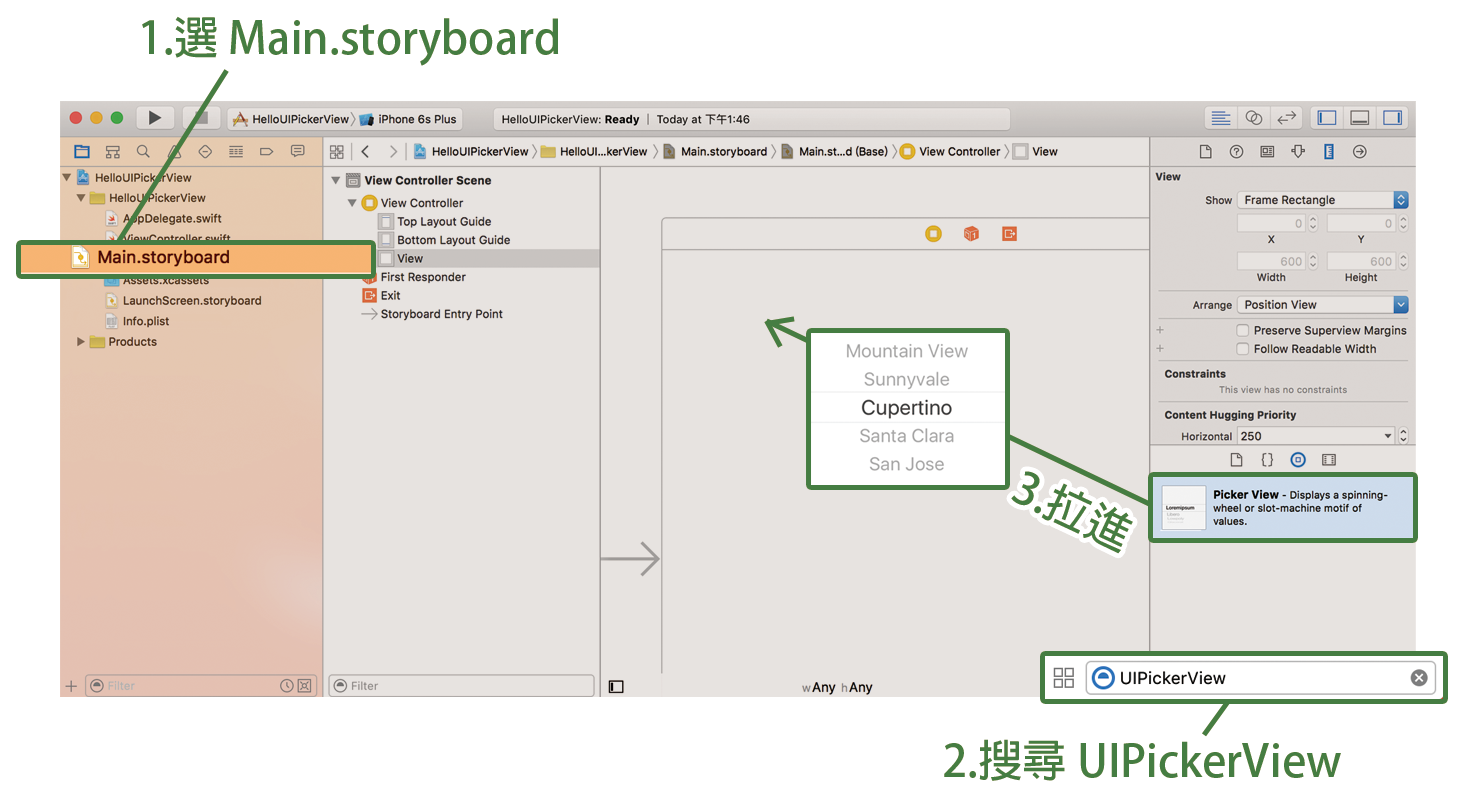 1.選 Main.storyboard
HelloUIPickerView
iPhone 6s Plus
HelloUIPickerView: Ready | Today at 下午1:46
HelloUIPickerView
HelloUI...kerView
Main.storyboard
Main.st...d (Base)
View Controller
View
HelloUIPickerView
HelloUIPickerView
AppDelegate.swift
ViewController.swift
Main.storyboard
Assets.xcassets
LaunchScreen.storyboard
Info.plist
Products
Filter
View Controller Scene
View Controller
Top Layout Guide
Bottom Layout Guide
View
First Responder
Exit
Storyboard Entry Point
Filter
Mountain View
Sunnyvale
Cupertino
Santa Clara
San Jose
3.拉進
wAny hAny
View
Show Frame Rectangle
0 0
X Y
600 600
Width Height
Arrange Position View
Preserve Superview Margins
Follow Readable Width
Constraints
This view has no constraints
Content Hugging Priority
Horizontal 250
Picker View - Displays a spinning-
wheel or slot-machine motif of
values.
UIPickerView
2.搜尋 UIPickerView